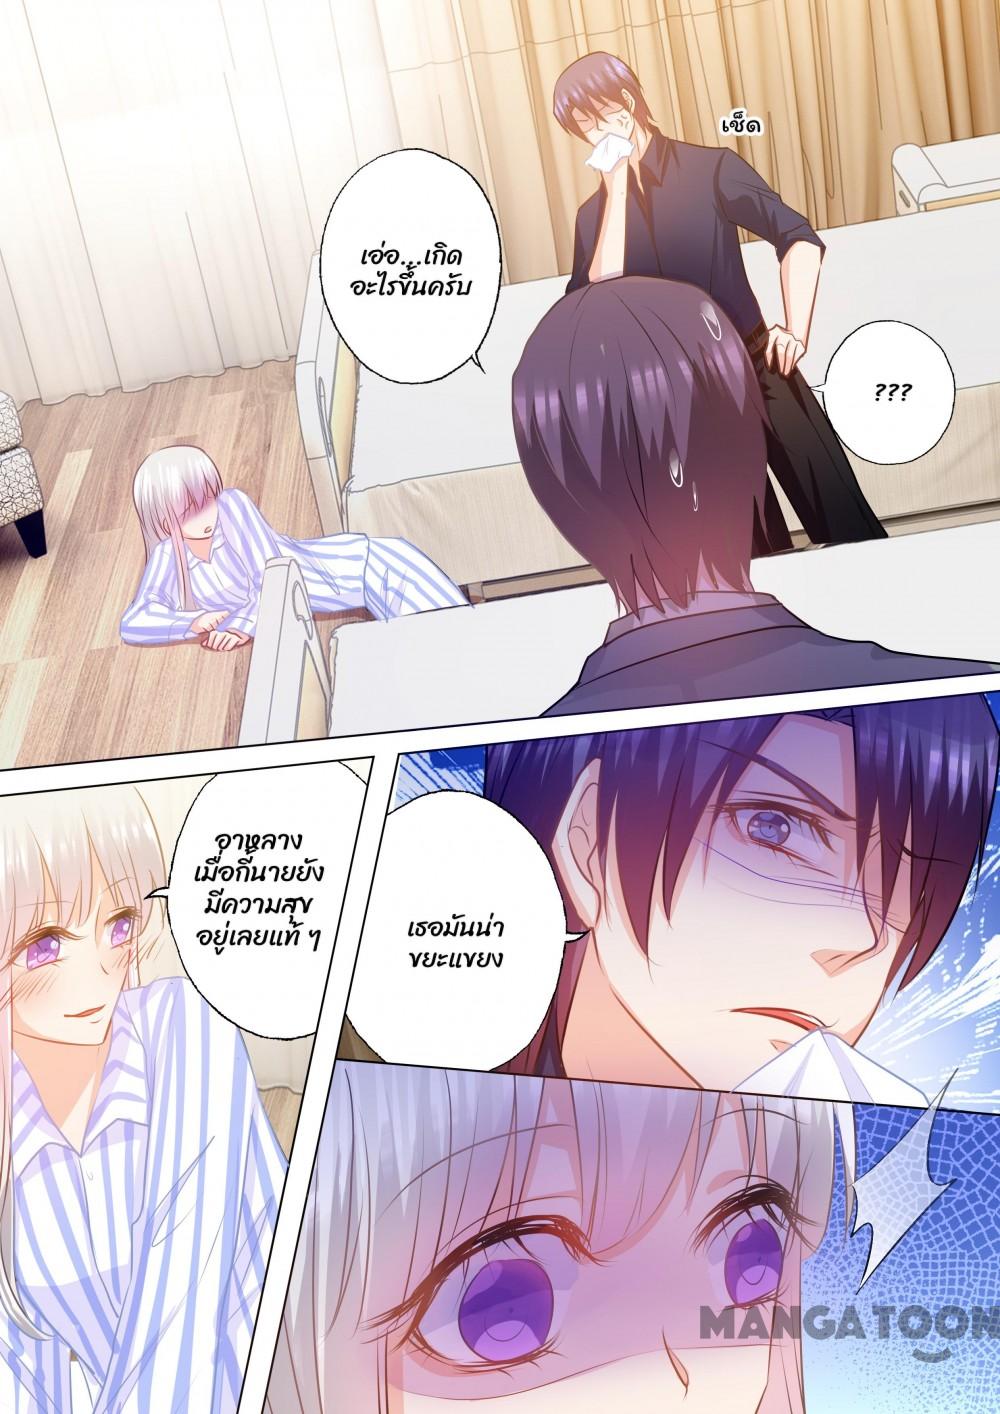 เช็ด
เอ่อ...เกิด
อะไรขึ้นครับ
???
อาหลาง
เมื่อกี้นายยัง
มีความสุข
อยู่เลยแท้ ๆ
เธอมันน่า
ขยะแขยง
MANGATOON